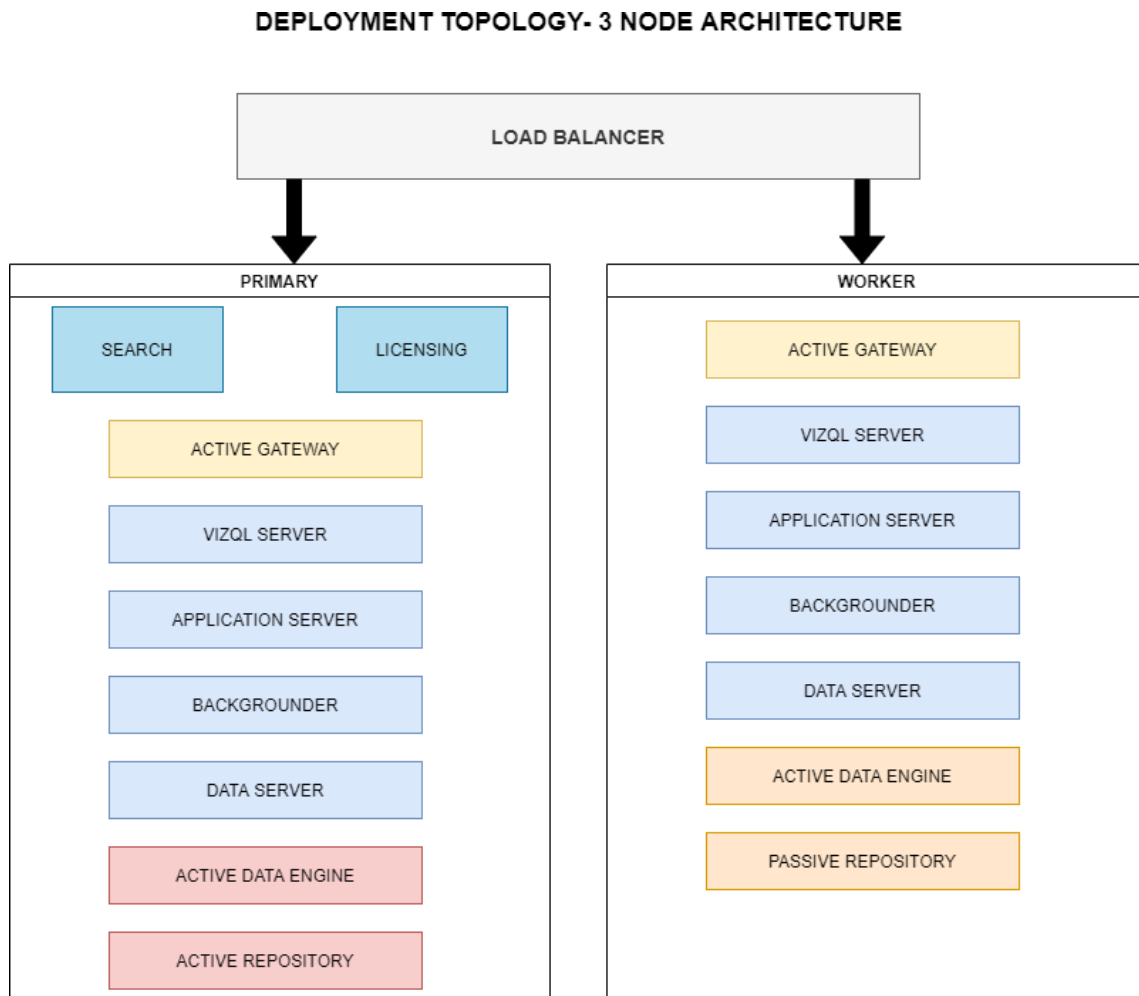 DEPLOYMENT TOPOLOGY- 3 NODE ARCHITECTURE
LOAD BALANCER
PRIMARY
SEARCH
LICENSING
ACTIVE GATEWAY
VIZQL SERVER
APPLICATION SERVER
BACKGROUNDER
DATA SERVER
ACTIVE DATA ENGINE
ACTIVE REPOSITORY
WORKER
ACTIVE GATEWAY
VIZQL SERVER
APPLICATION SERVER
BACKGROUNDER
DATA SERVER
ACTIVE DATA ENGINE
PASSIVE REPOSITORY